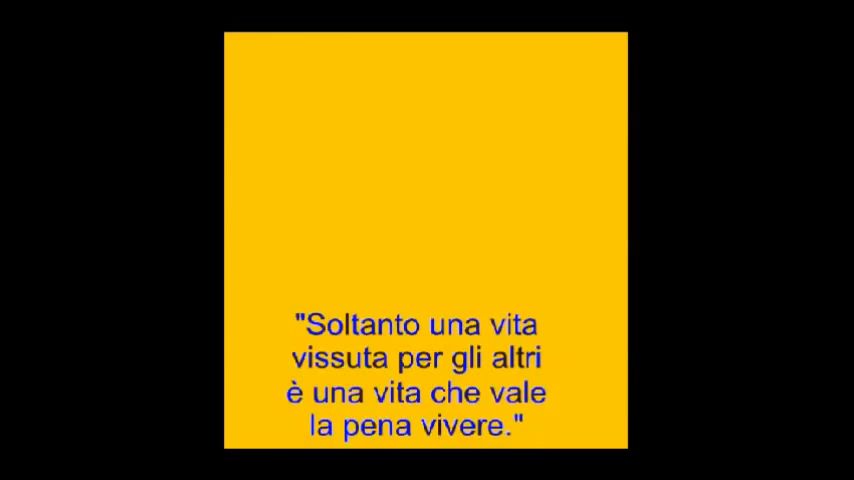 "Soltanto una vita
vissuta per gli altri
è una vita che vale
la pena vivere."